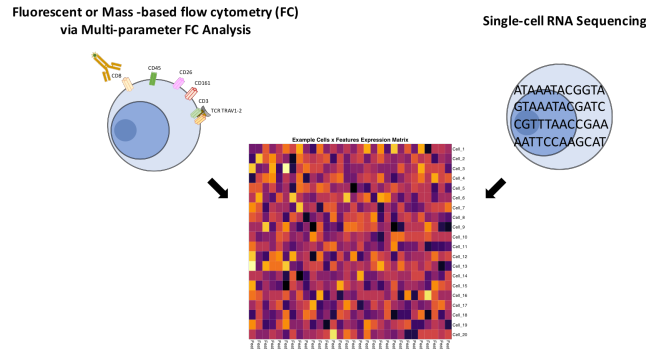 Fluorescent or Mass -based flow cytometry (FC)
via Multi-parameter FC Analysis
Single-cell RNA Sequencing
CD45
CD26
CD8
CD161
CD3
TCR TRAV1-2
ATAAATACGGTA
GTAAATACGATC
CGTTTAACCGAA
AATTCCAAGCAT
Example Cells x Features Expression Matrix
Cell_1
Cell_2
Cell_3
Cell_4
Cell_5
Cell_6
Cell_7
Cell_8
Cell_9
Cell_10
Cell_11
Cell_12
Cell_13
Cell_14
Cell_15
Cell_16
Cell_17
Cell_18
Cell_19
Cell_20